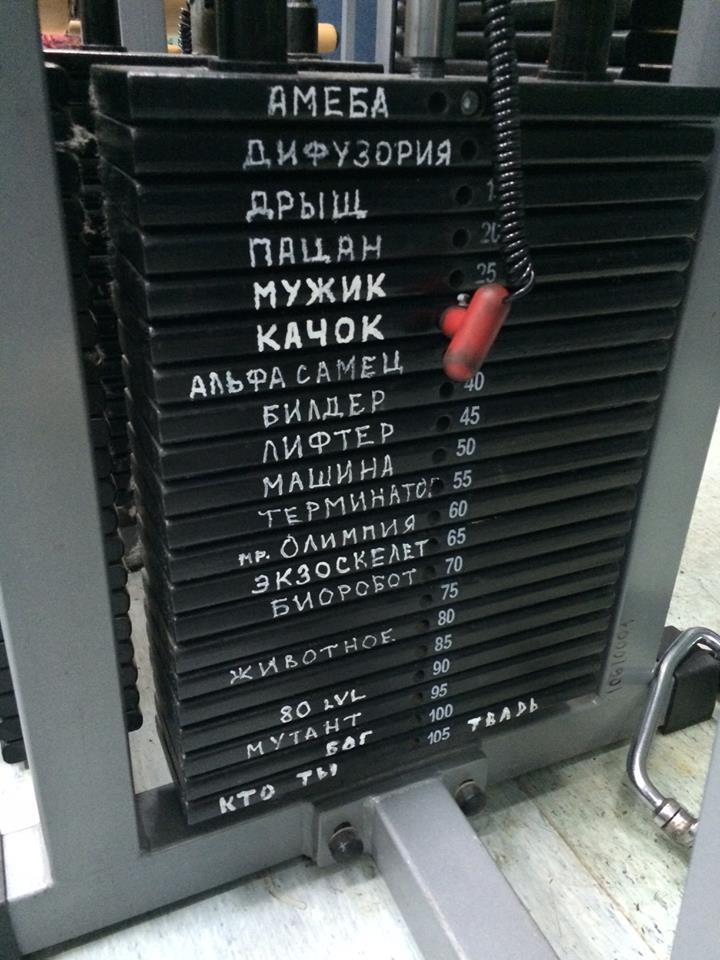 АМЕБА
ДИФУЗОРИЯ
ДРЫЩ
ПАЦАН 20
МУЖИК 25
КАЧОК
АЛЬФА САМЕЦ 40
БИЛДЕР 45
ЛИФТЕР 50
МАШИНА 55
ТЕРМИНАТОР 60
МР. ОЛИМПИЯ 65
ЭКЗОСКЕЛЕТ 70
БИОРОБОТ 75
80
ЖИВОТНОЕ 85
90
80 LVL 95
МУТАНТ 100
БОГ 105
КТО ТЫ ТВАРЬ